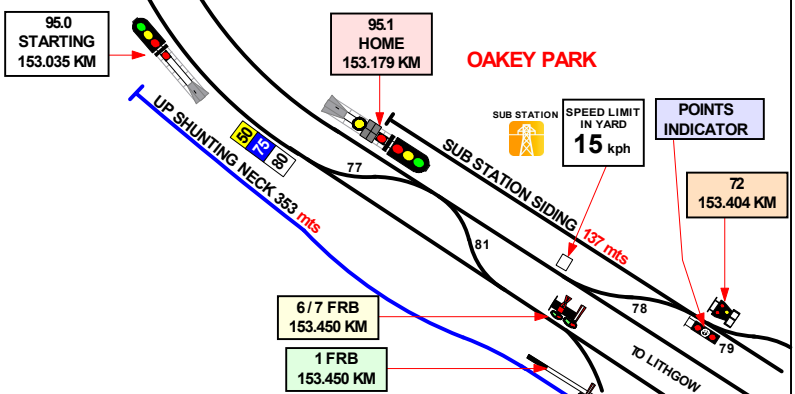 95.0
STARTING
153.035 KM
95.1
HOME
153.179 KM
OAKEY PARK
SUB STATION
SPEED LIMIT
IN YARD
15 kph
POINTS
INDICATOR
72
153.404 KM
UP SHUNTING NECK 353 mts
50
75
80
77
SUB STATION SIDING 137 mts
81
78
79
6 / 7 FRB
153.450 KM
1 FRB
153.450 KM
TO LITHGOW